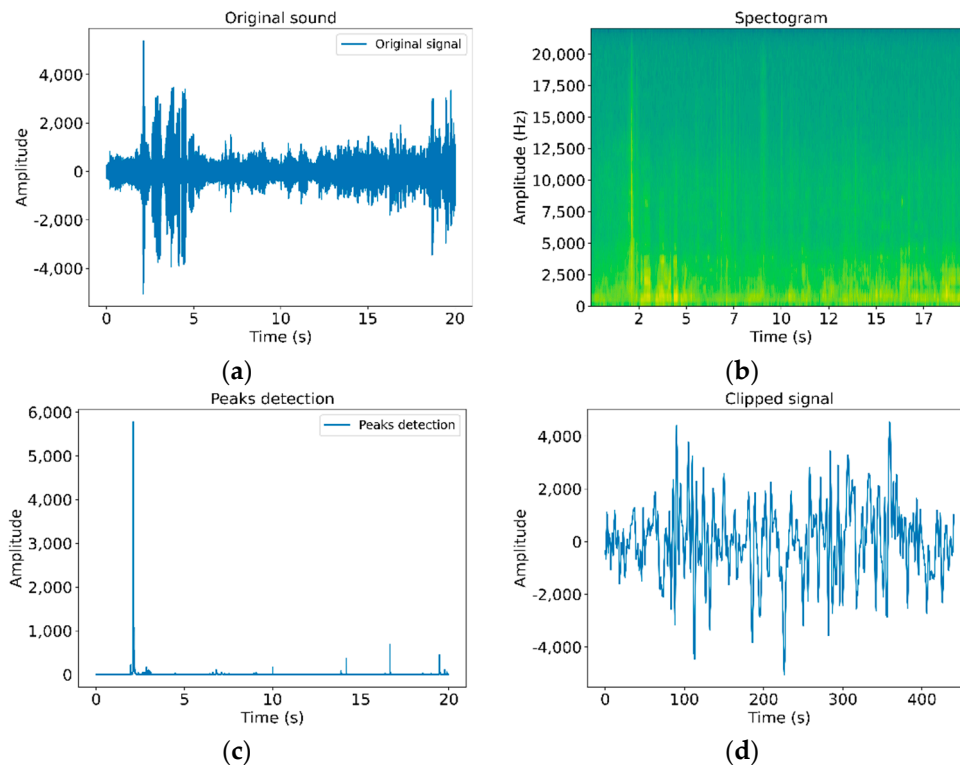 Original sound
Original signal
4,000
2,000
0
-2,000
-4,000
Amplitude
0 5 10 15 20
Time (s)
(a)
Spectogram
20,000
17,500
15,000
12,500
10,000
7,500
5,000
2,500
0
Amplitude (Hz)
2 5 7 10 12 15 17
Time (s)
(b)
Peaks detection
Peaks detection
6,000
5,000
4,000
3,000
2,000
1,000
0
Amplitude
0 5 10 15 20
Time (s)
(c)
Clipped signal
4,000
2,000
0
-2,000
-4,000
Amplitude
0 100 200 300 400
Time (s)
(d)